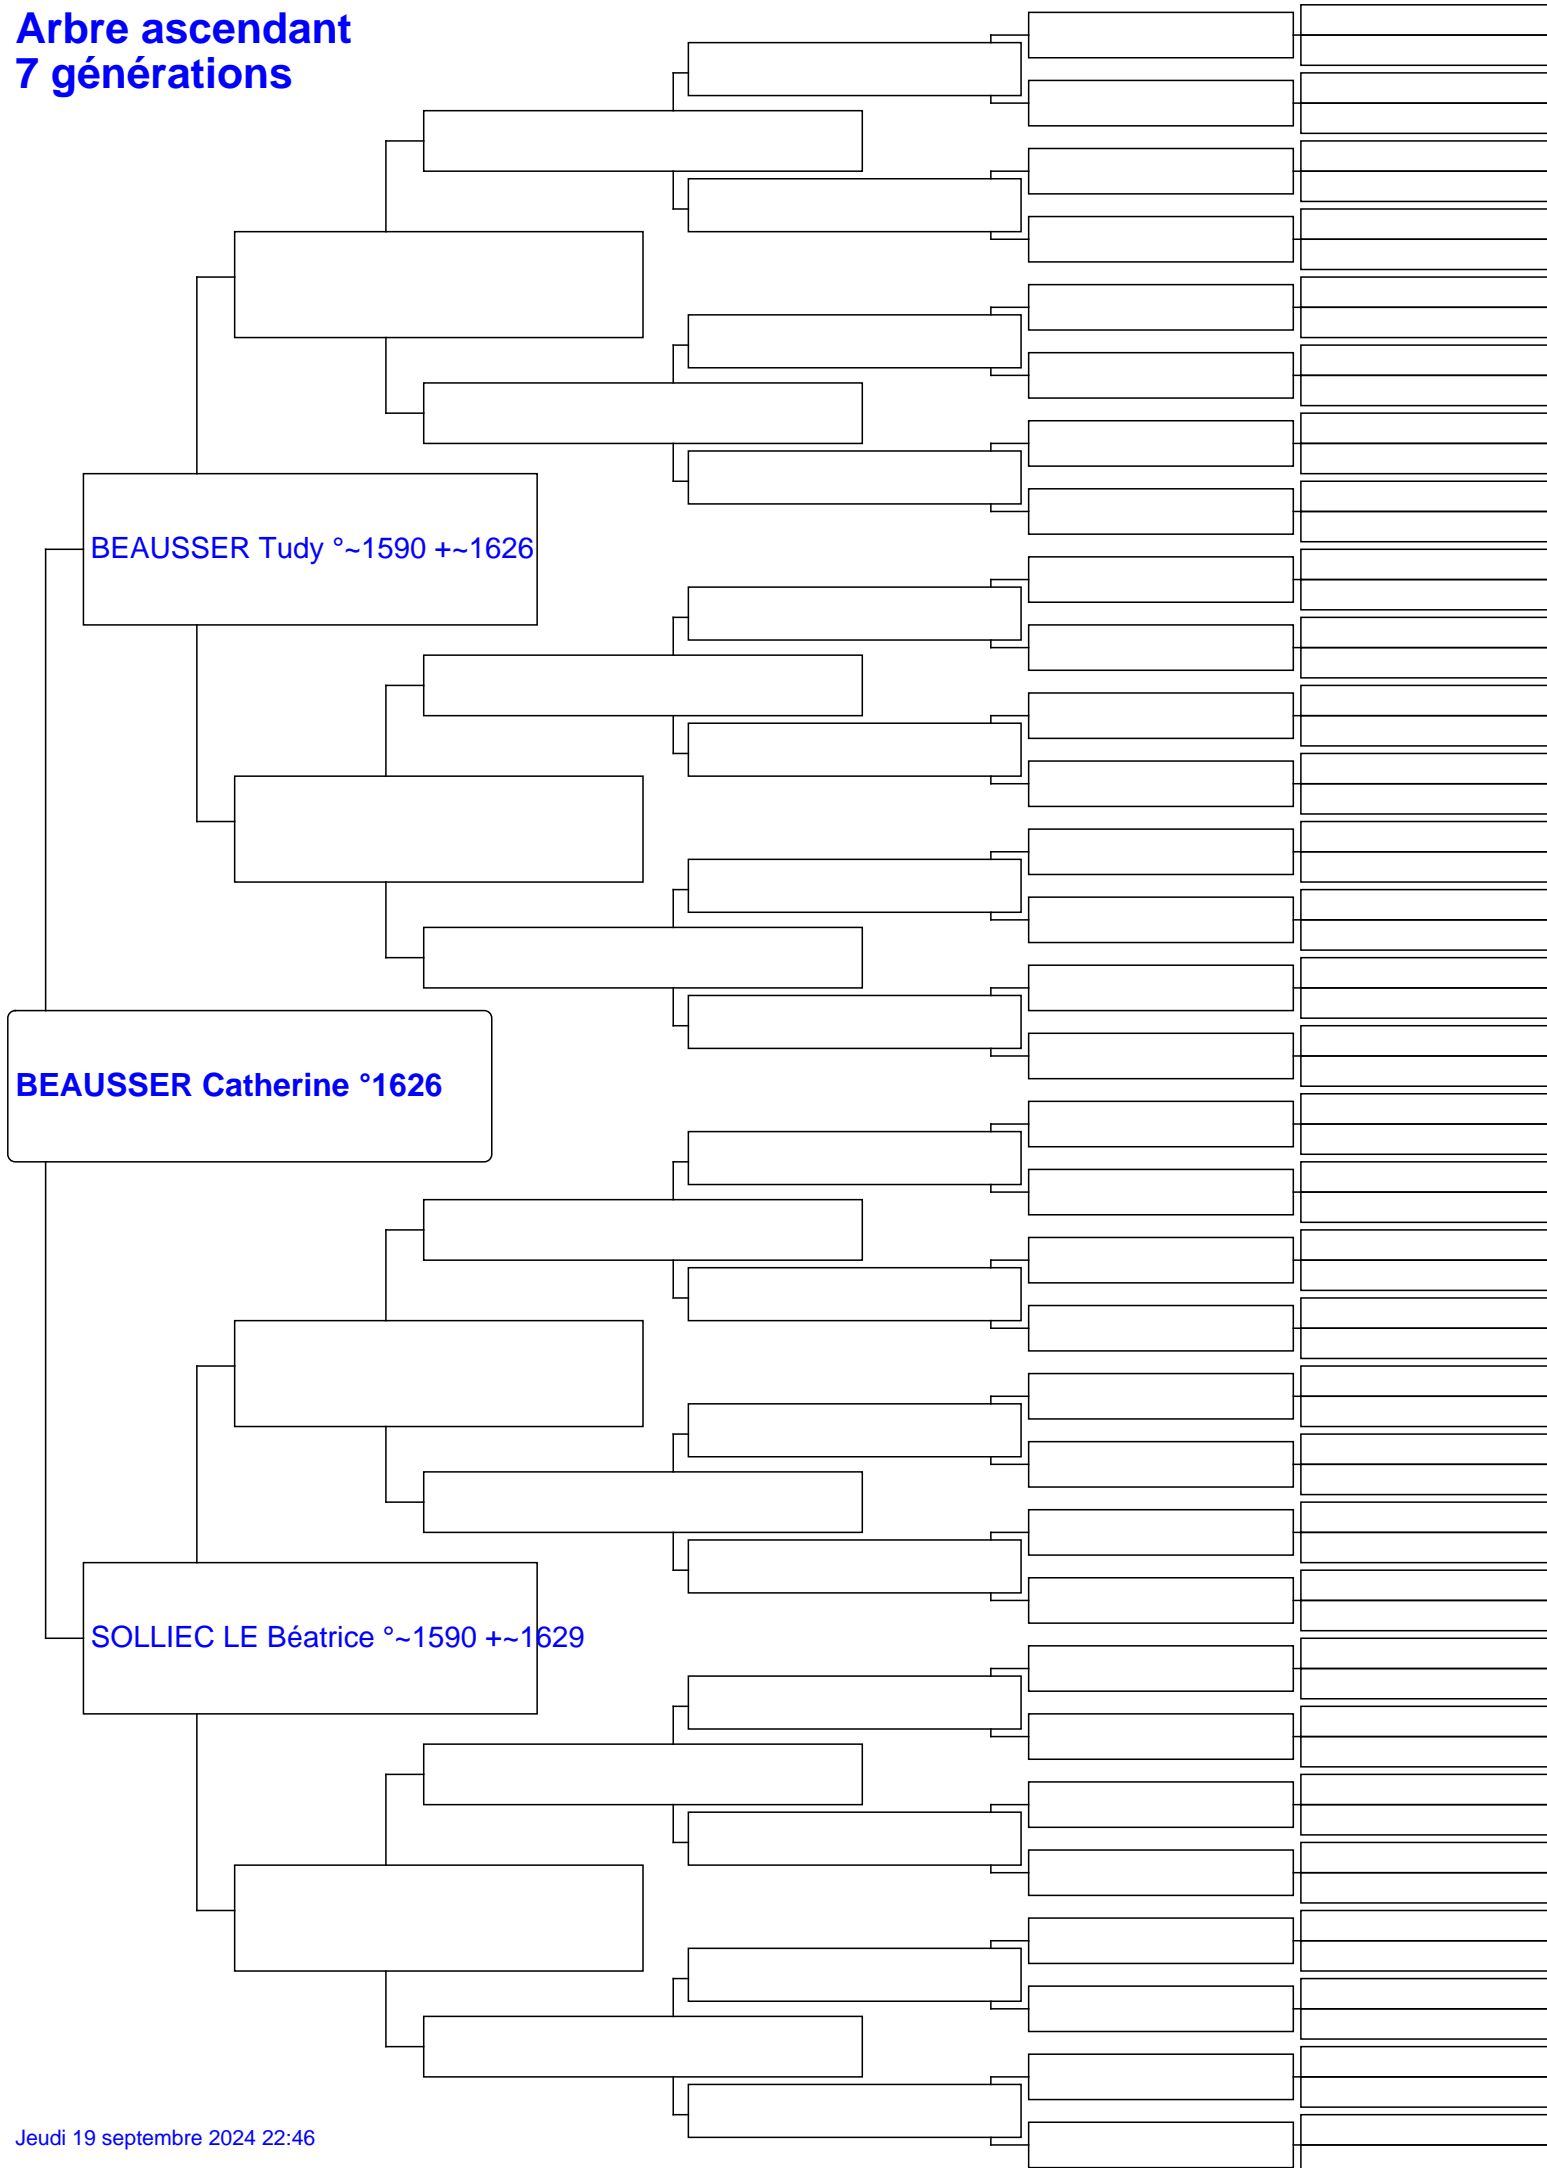 Arbre ascendant
7 générations
BEAUSSER Tudy °~1590 +~1626
BEAUSSER Catherine °1626
SOLLIEC LE Béatrice °~1590 +~1629
Jeudi 19 septembre 2024 22:46